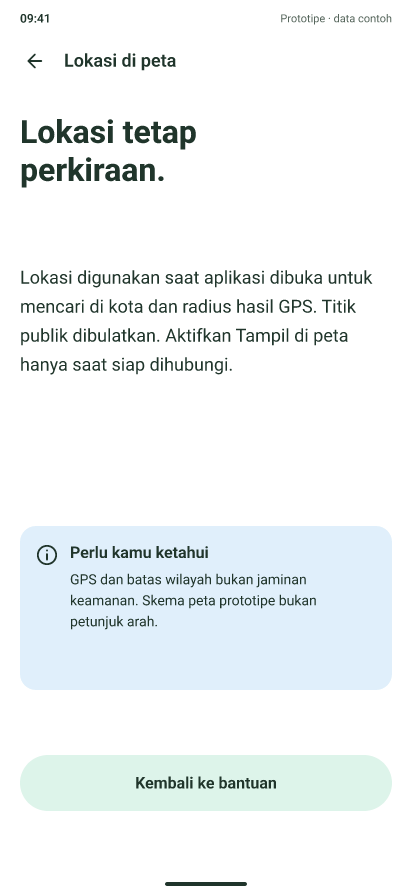 09:41
Prototipe · data contoh
Lokasi di peta
Lokasi tetap
perkiraan.
Lokasi digunakan saat aplikasi dibuka untuk
mencari di kota dan radius hasil GPS. Titik
publik dibulatkan. Aktifkan Tampil di peta
hanya saat siap dihubungi.
Perlu kamu ketahui
GPS dan batas wilayah bukan jaminan
keamanan. Skema peta prototipe bukan
petunjuk arah.
Kembali ke bantuan